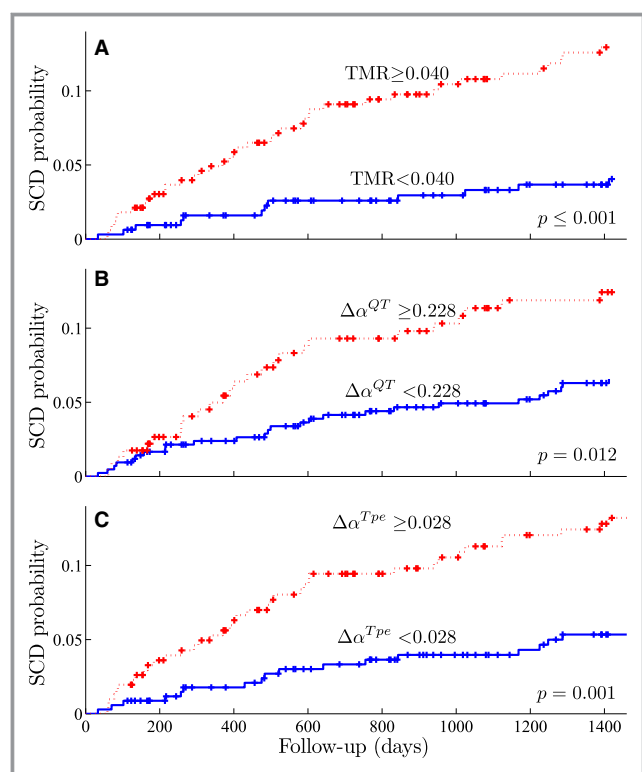 A
SCD probability
0.1
0.05
0
TMR≥0.040
TMR<0.040
p ≤ 0.001
B
SCD probability
0.1
0.05
0
Δα^{QT} ≥0.228
Δα^{QT} <0.228
p = 0.012
C
SCD probability
0.1
0.05
0
Δα^{Tpe} ≥0.028
Δα^{Tpe} <0.028
p = 0.001
0 200 400 600 800 1000 1200 1400
Follow-up (days)